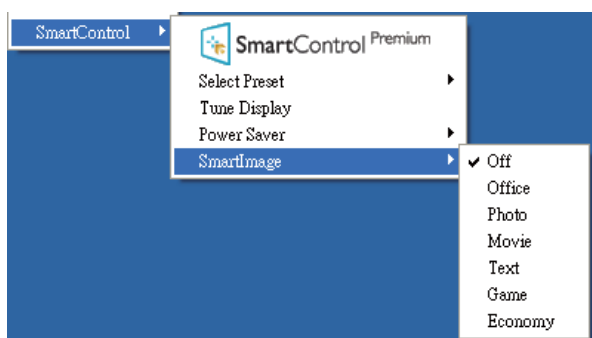 SmartControl
SmartControl Premium
Select Preset
Tune Display
Power Saver
SmartImage
Off
Office
Photo
Movie
Text
Game
Economy